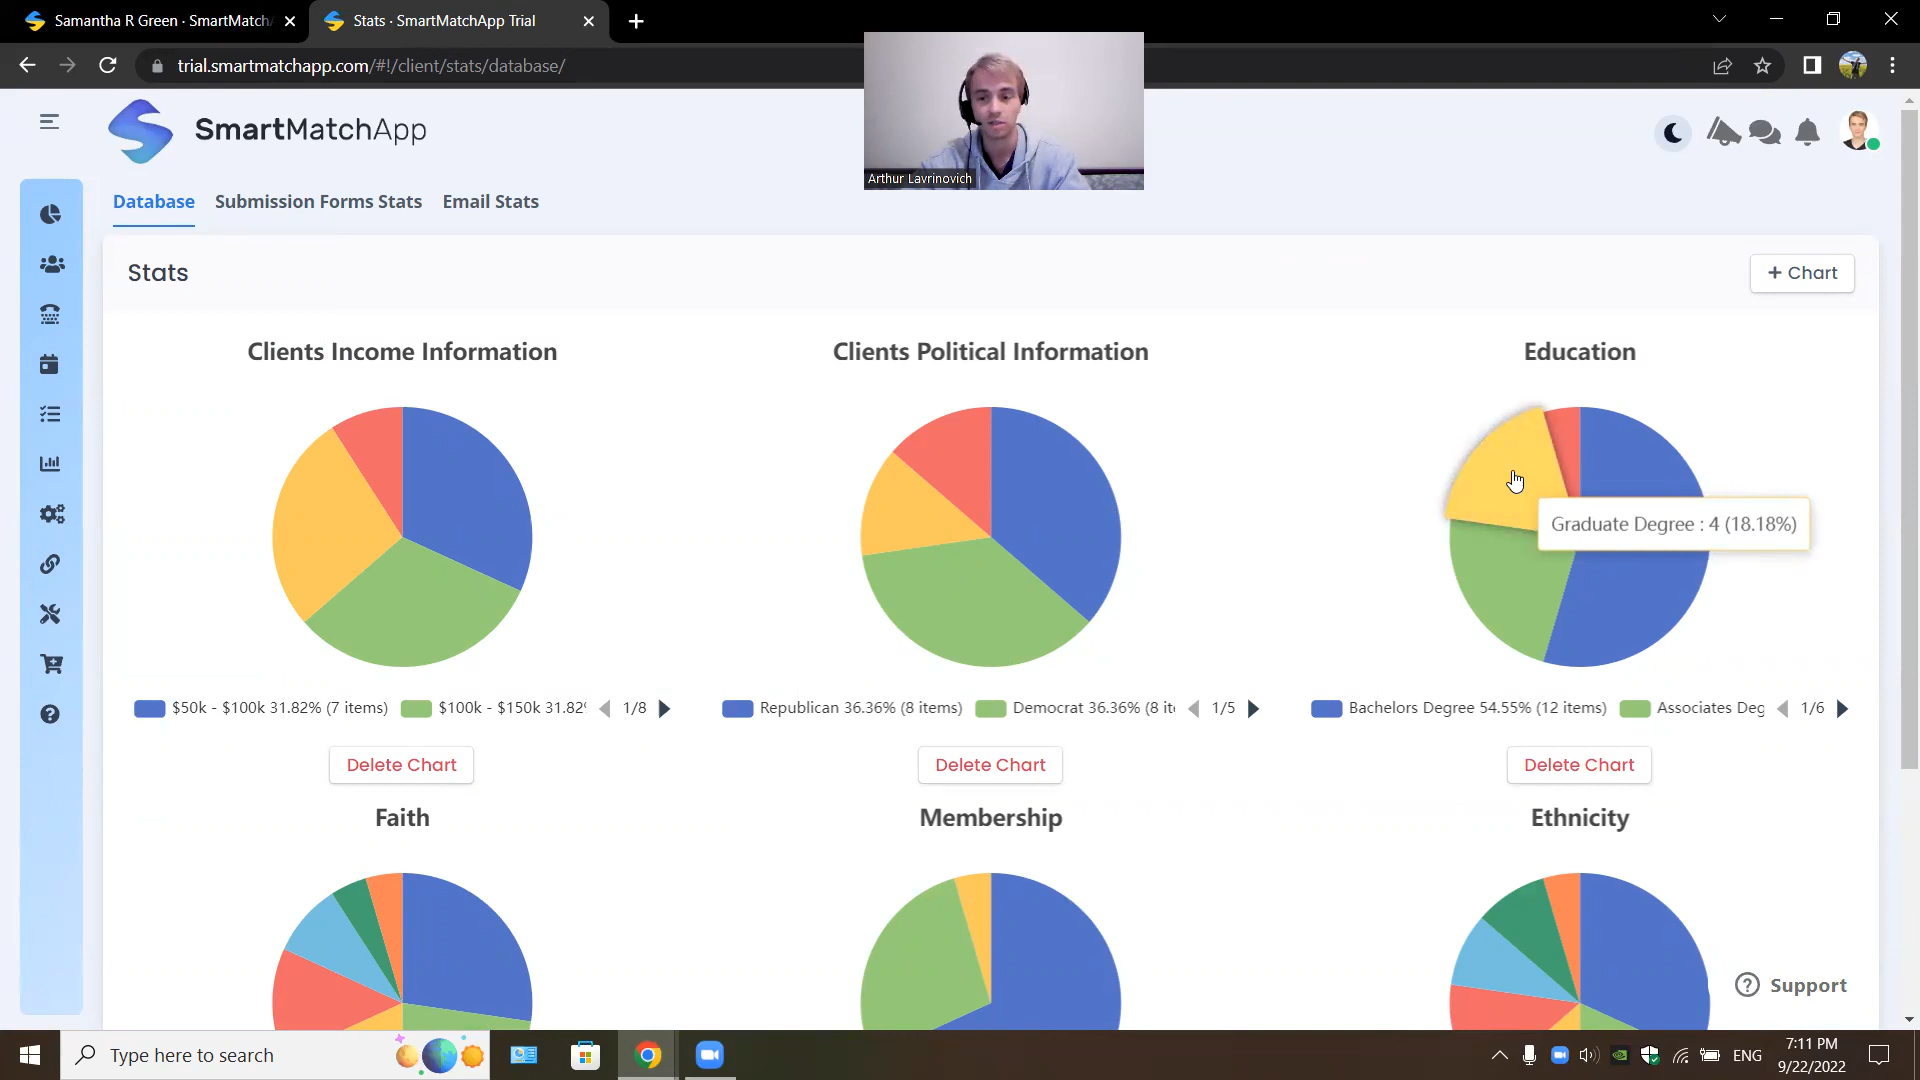 Samantha R Green · SmartMatch
Stats · SmartMatchApp Trial
trial.smartmatchapp.com/#!/client/stats/database/
SmartMatchApp
Arthur Lavrinovich
Database Submission Forms Stats Email Stats
Stats
+ Chart
Clients Income Information
Clients Political Information
Education
Graduate Degree : 4 (18.18%)
$50k - $100k 31.82% (7 items) $100k - $150k 31.82% 1/8
Republican 36.36% (8 items) Democrat 36.36% (8 it 1/5
Bachelors Degree 54.55% (12 items) Associates Deg 1/6
Delete Chart
Delete Chart
Delete Chart
Faith
Membership
Ethnicity
Support
Type here to search
ENG
7:11 PM
9/22/2022